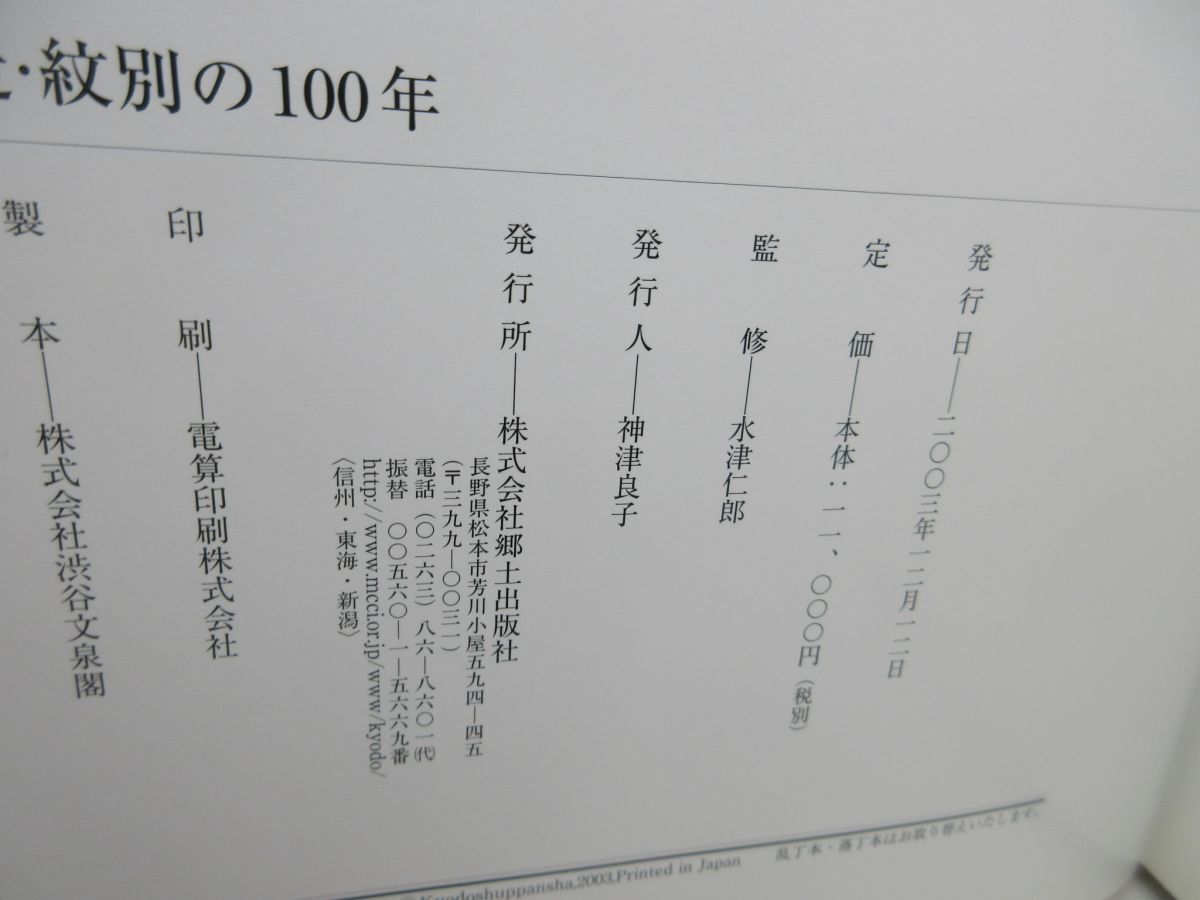 ・紋別の100年
発行日――二〇〇三年一二月一二日
定価――本体：一一、〇〇〇円（税別）
監修――水津仁郎
発行人――神津良子
発行所――株式会社郷土出版社
長野県松本市芳川小屋五九四―四五
（〒三九九―〇〇三一）
電話（〇二六三）八六―八六〇一㈹
振替 〇〇五六〇―一―五六六九番
http://www.mcci.or.jp/www/kyodo/
〈信州・東海・新潟〉
印刷――電算印刷株式会社
製本――株式会社渋谷文泉閣
乱丁本・落丁本はお取り替えいたします。
Kyodoshuppansha,2003,Printed in Japan